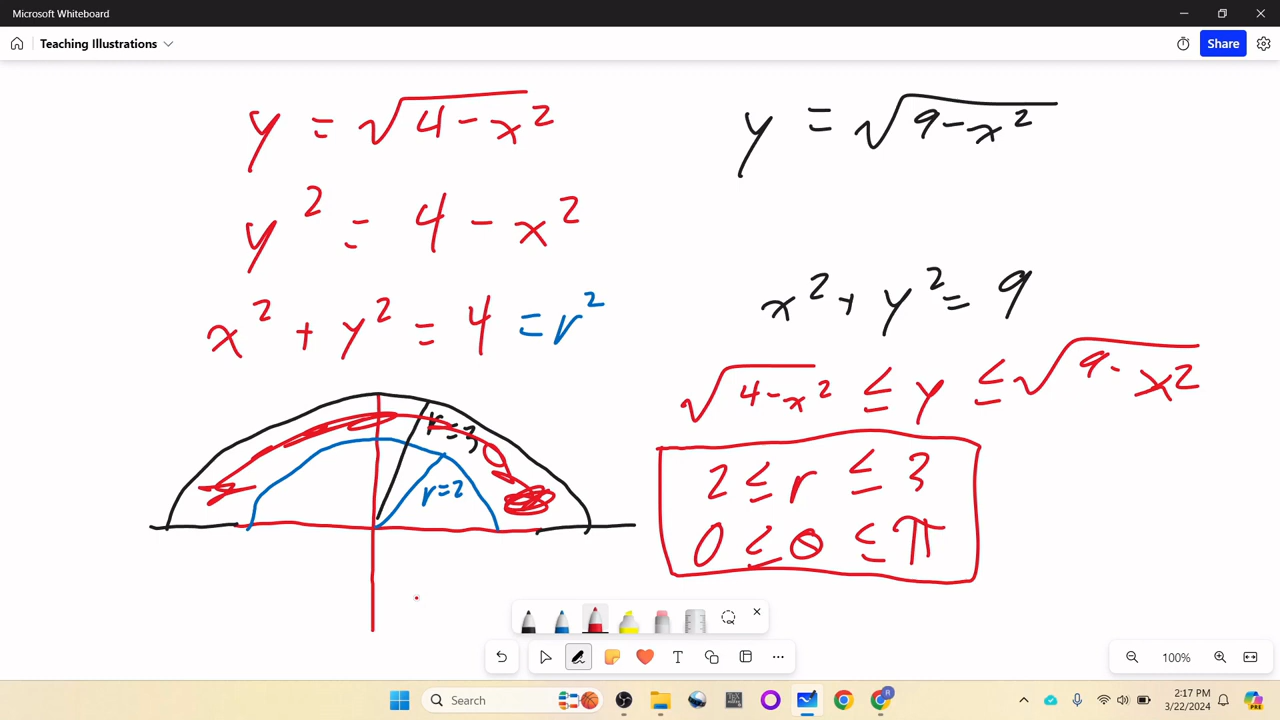 Microsoft Whiteboard
Teaching Illustrations
Share
y = √4-x²
y² = 4 - x²
x² + y² = 4 = r²
r=3
r=2
y = √9-x²
x² + y² = 9
√4-x² ≤ y ≤ √9-x²
2 ≤ r ≤ 3
0 ≤ θ ≤ π
100%
Search
2:17 PM
3/22/2024